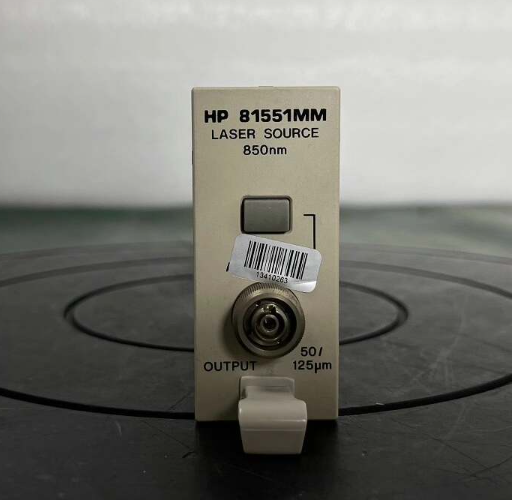 HP 81551MM
LASER SOURCE
850nm
13410263
OUTPUT
50/
125µm